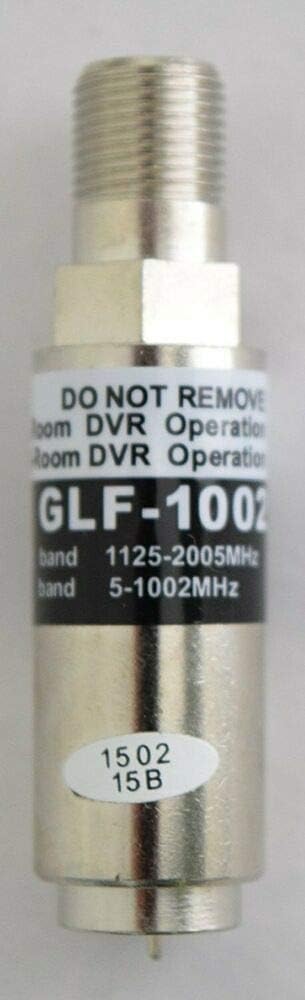 DO NOT REMOVE
Room DVR Operation
-Room DVR Operation
GLF-1002
band 1125-2005MHz
band 5-1002MHz
1502
15B